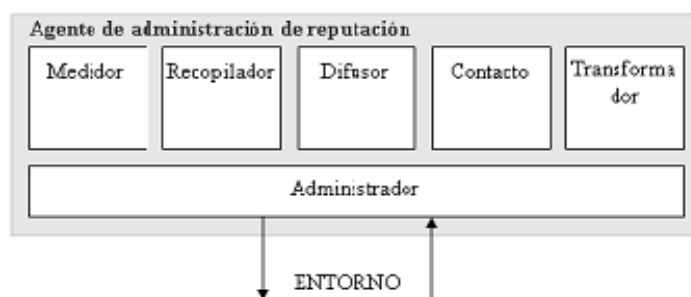 Agente de administración de reputación
Medidor
Recopilador
Difusor
Contacto
Transforma
dor
Administrador
ENTORNO